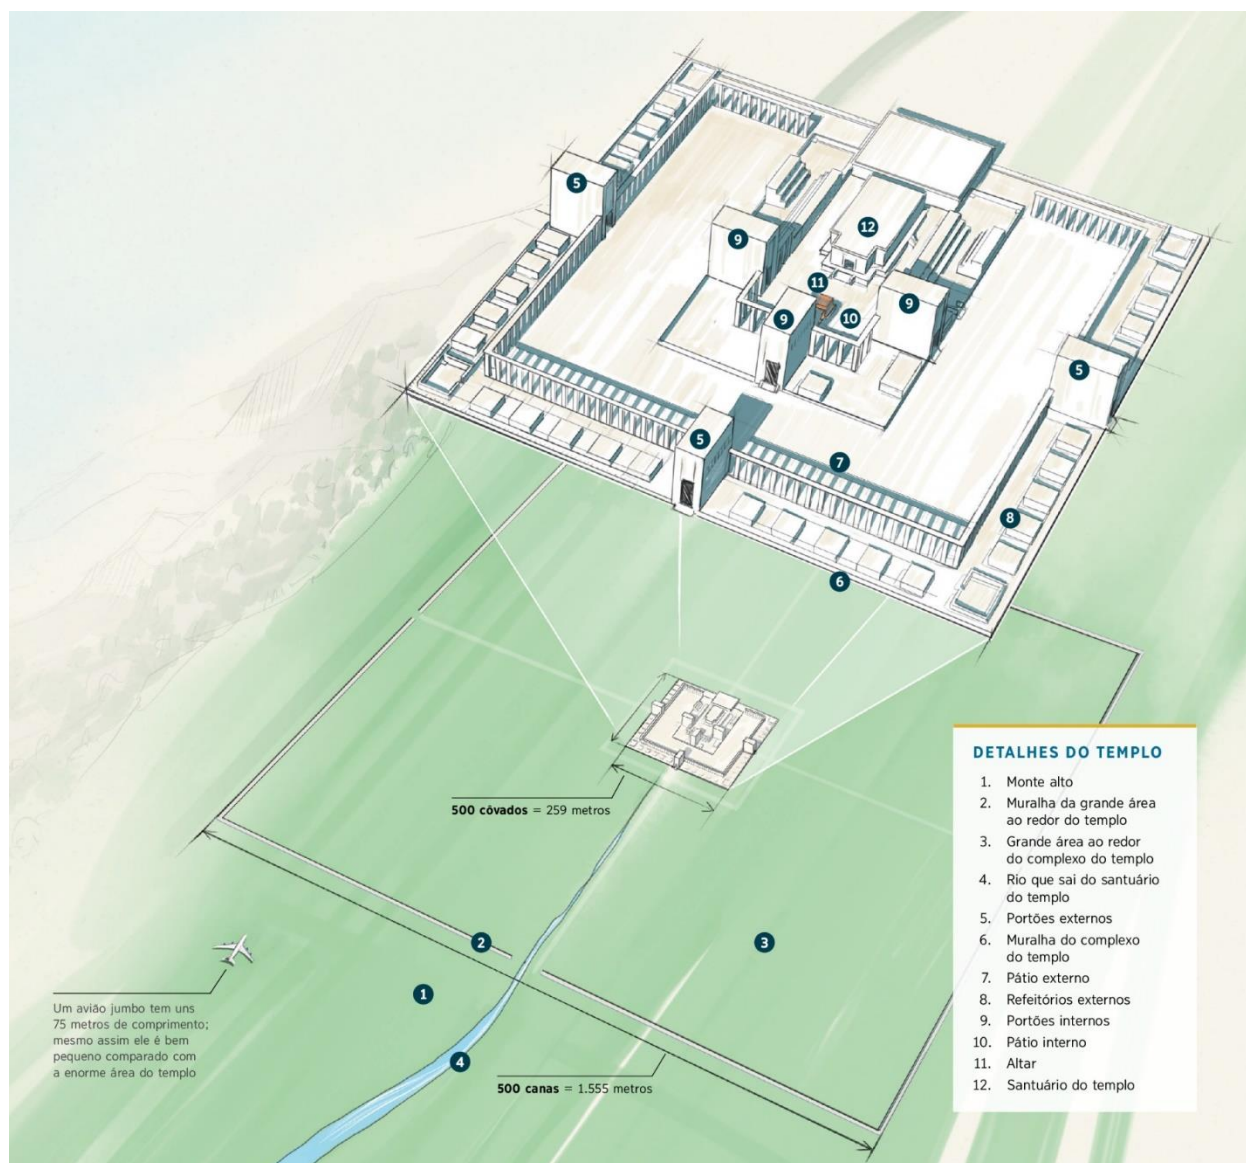 5
9
12
11
9
9
10
5
5
7
8
6
500 côvados = 259 metros
2
3
1
4
Um avião jumbo tem uns
75 metros de comprimento;
mesmo assim ele é bem
pequeno comparado com
a enorme área do templo
500 canas = 1.555 metros
DETALHES DO TEMPLO
1. Monte alto
2. Muralha da grande área
ao redor do templo
3. Grande área ao redor
do complexo do templo
4. Rio que sai do santuário
do templo
5. Portões externos
6. Muralha do complexo
do templo
7. Pátio externo
8. Refeitórios externos
9. Portões internos
10. Pátio interno
11. Altar
12. Santuário do templo